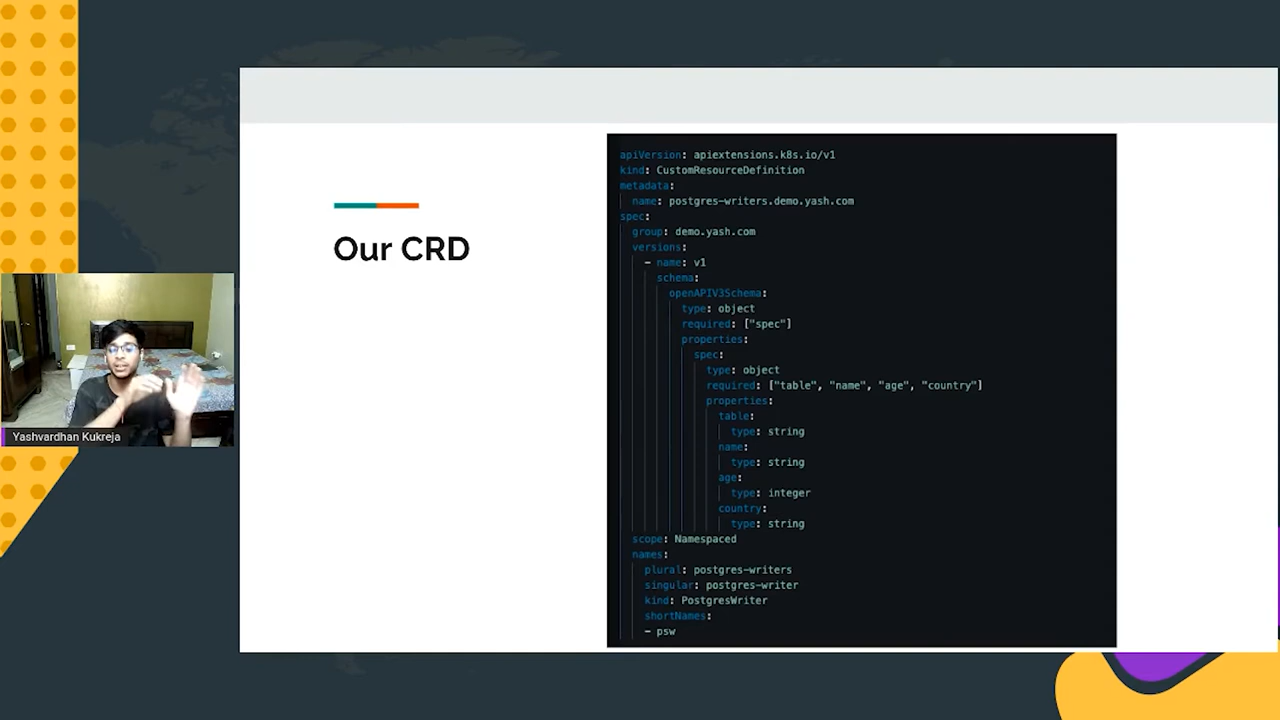 Our CRD
apiVersion: apiextensions.k8s.io/v1
kind: CustomResourceDefinition
metadata:
name: postgres-writers.demo.yash.com
spec:
group: demo.yash.com
versions:
- name: v1
schema:
openAPIV3Schema:
type: object
required: ["spec"]
properties:
spec:
type: object
required: ["table", "name", "age", "country"]
properties:
table:
type: string
name:
type: string
age:
type: integer
country:
type: string
scope: Namespaced
names:
plural: postgres-writers
singular: postgres-writer
kind: PostgresWriter
shortNames:
- psw
Yashvardhan Kukreja